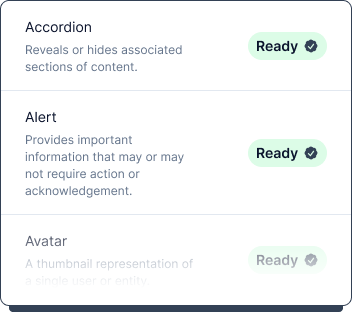 Accordion
Reveals or hides associated
sections of content.
Ready
Alert
Provides important
information that may or may
not require action or
acknowledgement.
Ready
Avatar
A thumbnail representation of
a single user or entity.
Ready